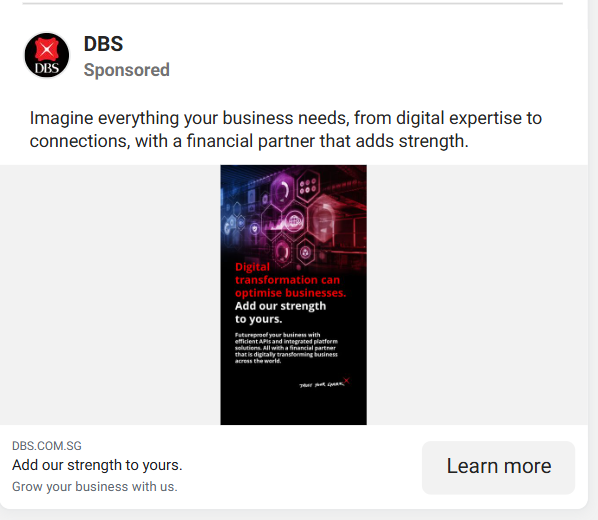 DBS
DBS
Sponsored
Imagine everything your business needs, from digital expertise to
connections, with a financial partner that adds strength.
Digital
transformation can
optimise businesses.
Add our strength
to yours.
Futureproof your business with
efficient APIs and integrated platform
solutions. All with a financial partner
that is digitally transforming business
across the world.
DBS.COM.SG
Add our strength to yours.
Grow your business with us.
Learn more